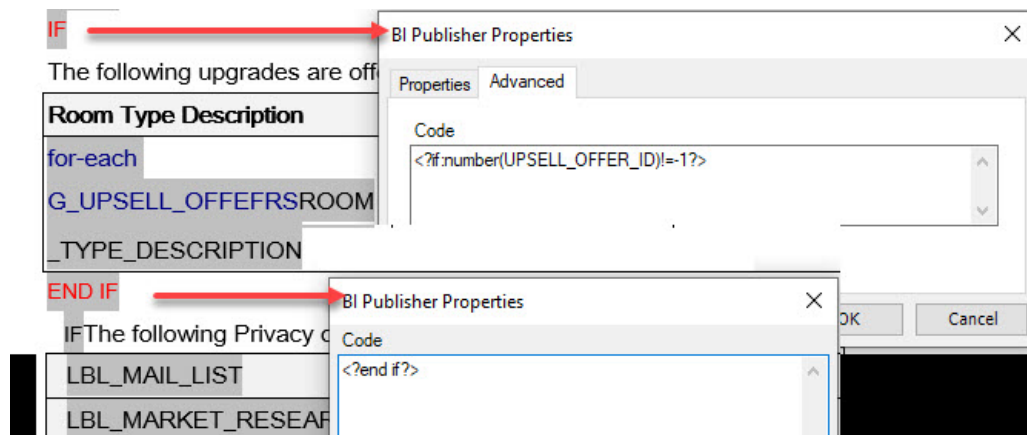 IF
BI Publisher Properties
The following upgrades are off
Properties Advanced
Room Type Description
Code
for-each
<?if:number(UPSELL_OFFER_ID)!=-1?>
G_UPSELL_OFFEFRSROOM
_TYPE_DESCRIPTION
END IF
BI Publisher Properties
OK Cancel
IFThe following Privacy
Code
LBL_MAIL_LIST
<?end if?>
LBL_MARKET_RESEAR